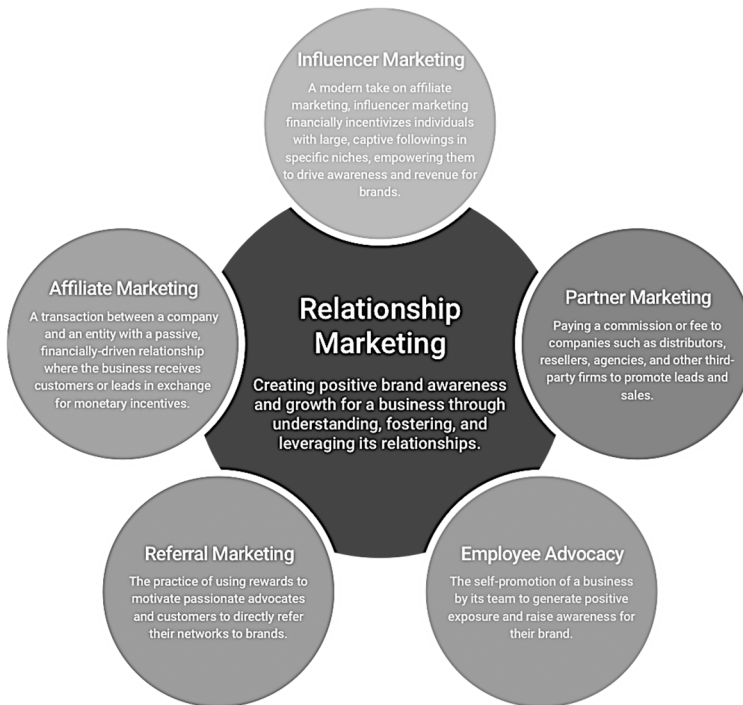 Influencer Marketing
A modern take on affiliate
marketing, influencer marketing
financially incentivizes individuals
with large, captive followings in
specific niches, empowering them
to drive awareness and revenue for
brands.
Affiliate Marketing
A transaction between a company
and an entity with a passive,
financially-driven relationship
where the business receives
customers or leads in exchange
for monetary incentives.
Relationship
Marketing
Creating positive brand awareness
and growth for a business through
understanding, fostering, and
leveraging its relationships.
Partner Marketing
Paying a commission or fee to
companies such as distributors,
resellers, agencies, and other third-
party firms to promote leads and
sales.
Referral Marketing
The practice of using rewards to
motivate passionate advocates
and customers to directly refer
their networks to brands.
Employee Advocacy
The self-promotion of a business
by its team to generate positive
exposure and raise awareness for
their brand.